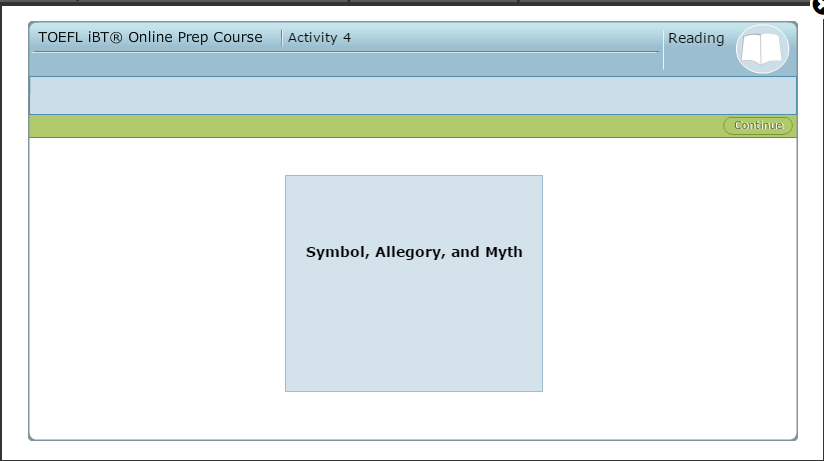 TOEFL iBT® Online Prep Course
Activity 4
Reading
Continue
Symbol, Allegory, and Myth